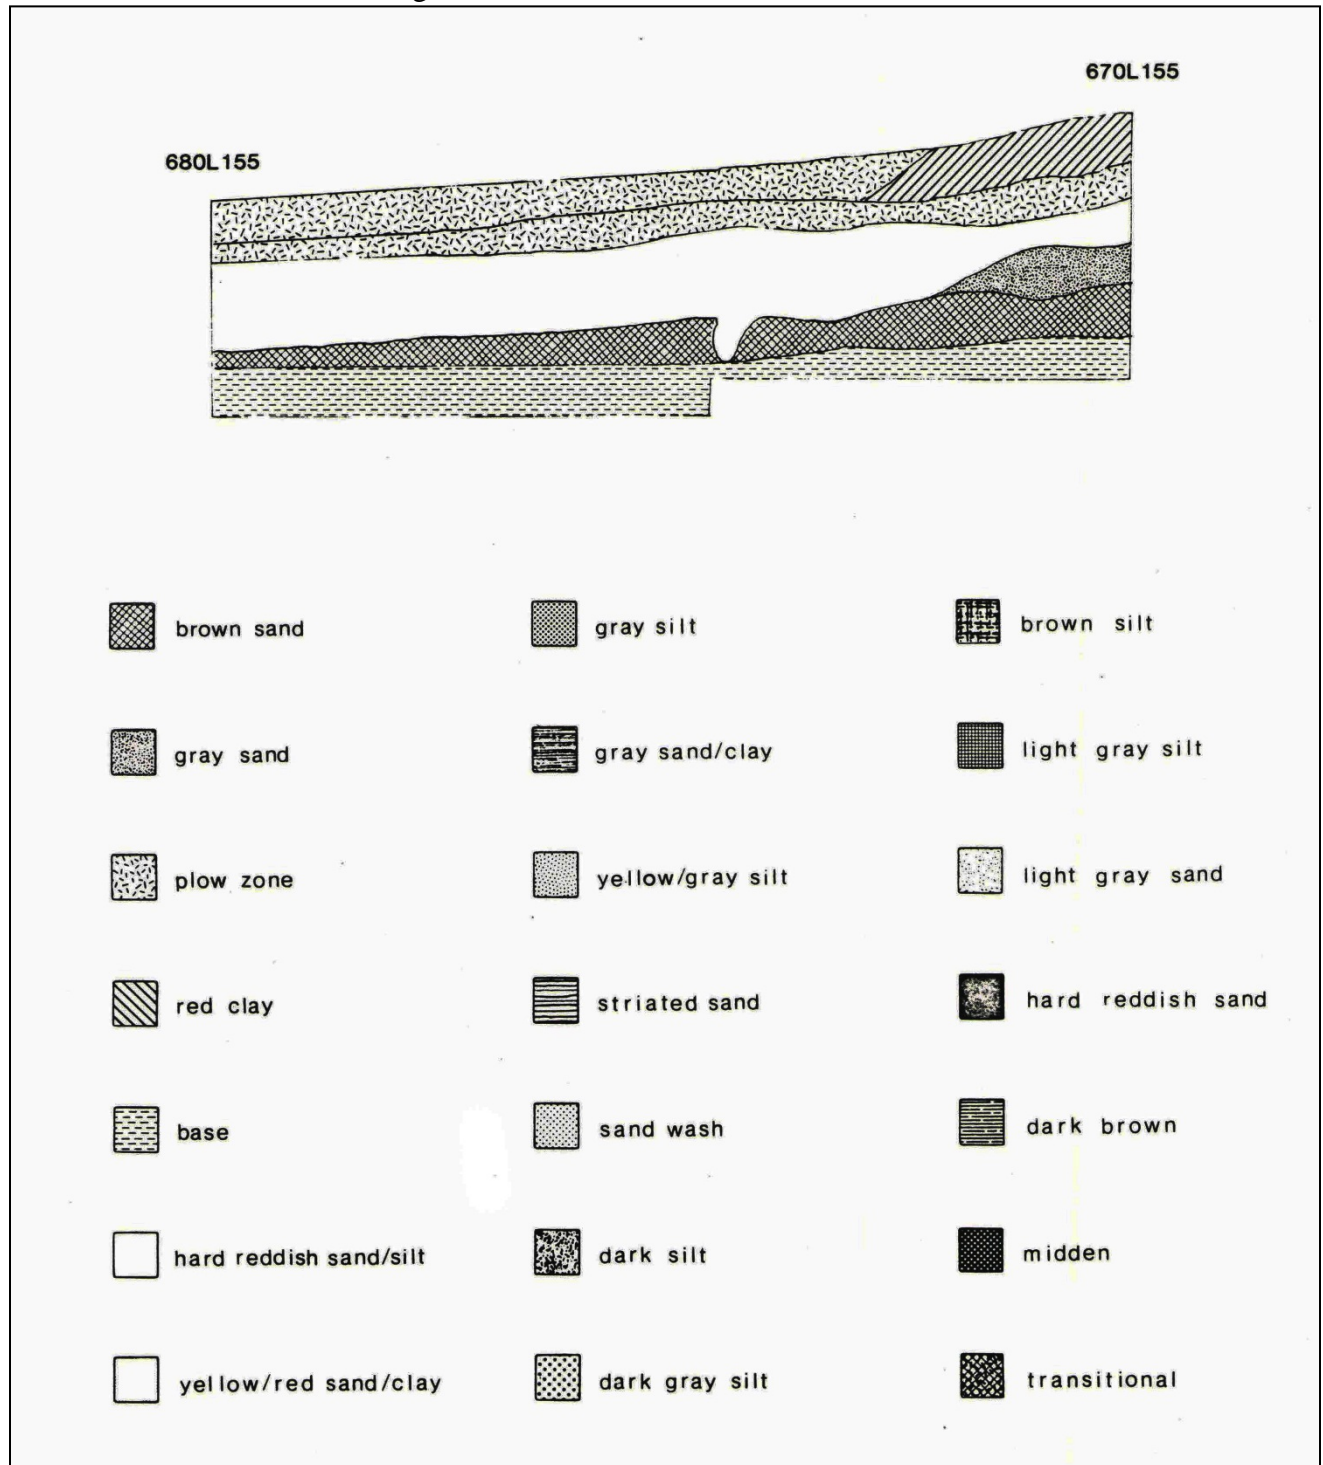 670L155
680L155
brown sand
gray silt
brown silt
gray sand
gray sand/clay
light gray silt
plow zone
yellow/gray silt
light gray sand
red clay
striated sand
hard reddish sand
base
sand wash
dark brown
hard reddish sand/silt
dark silt
midden
yellow/red sand/clay
dark gray silt
transitional